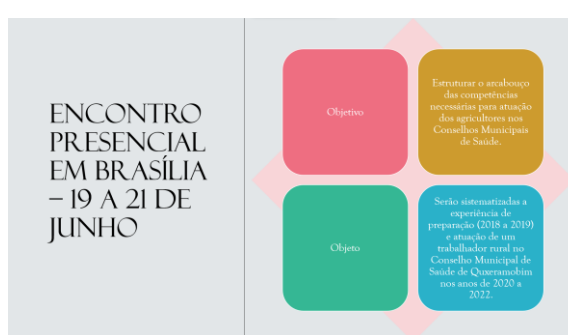 ENCONTRO
PRESENCIAL
EM BRASÍLIA
– 19 A 21 DE
JUNHO
Objetivo
Estruturar o arcabouço
das competências
necessárias para atuação
dos agricultores nos
Conselhos Municipais
de Saúde.
Objeto
Serão sistematizadas a
experiência de
preparação (2018 a 2019)
e atuação de um
trabalhador rural no
Conselho Municipal de
Saúde de Quxeramobim
nos anos de 2020 a
2022.